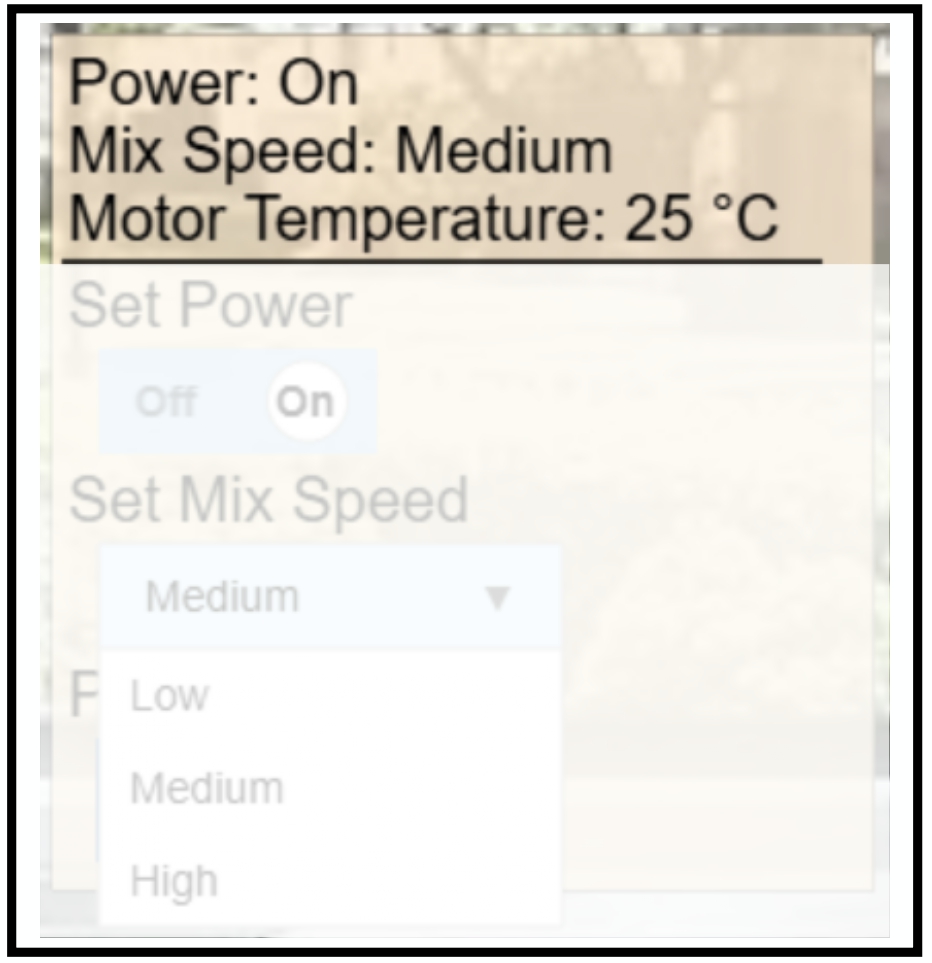 Power: On
Mix Speed: Medium
Motor Temperature: 25 °C
Set Power
Off On
Set Mix Speed
Medium ▼
Low
Medium
High